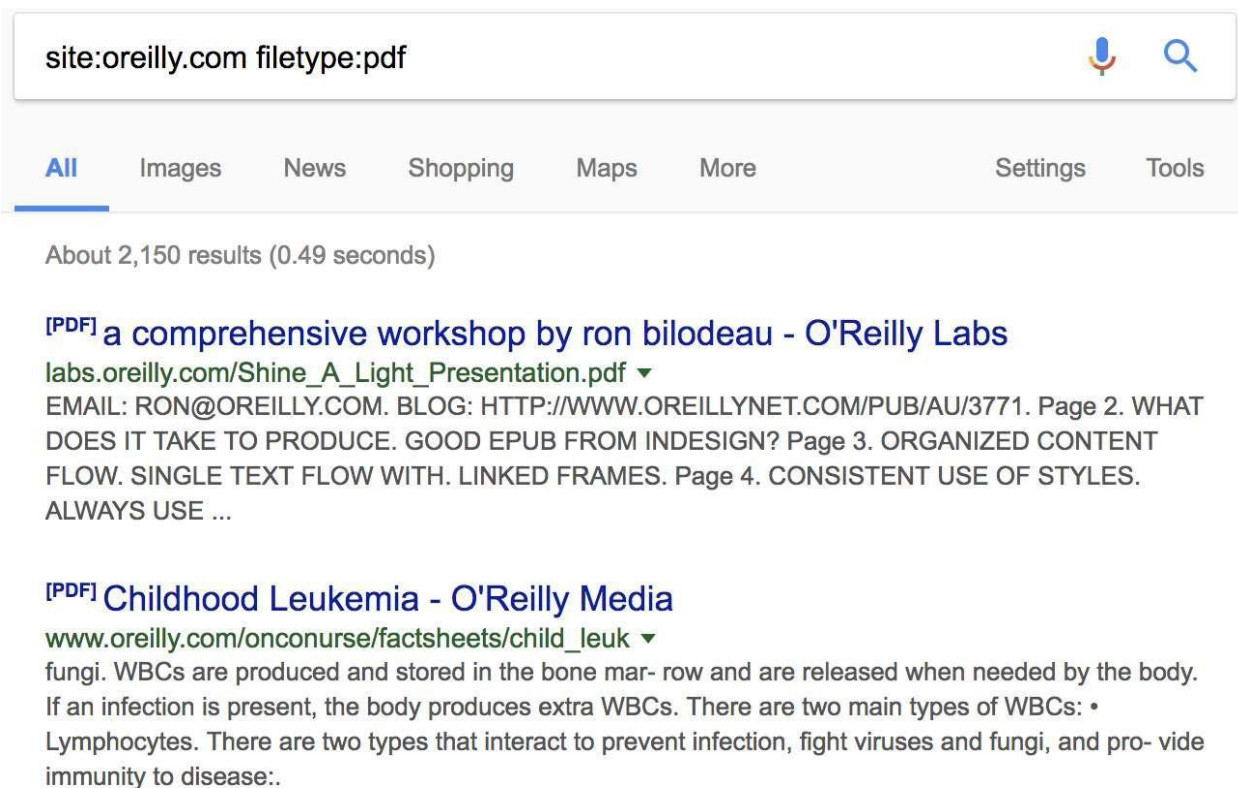 site:oreilly.com filetype:pdf
All Images News Shopping Maps More Settings Tools
About 2,150 results (0.49 seconds)
[PDF] a comprehensive workshop by ron bilodeau - O'Reilly Labs
labs.oreilly.com/Shine_A_Light_Presentation.pdf
EMAIL: RON@OREILLY.COM. BLOG: HTTP://WWW.OREILLYNET.COM/PUB/AU/3771. Page 2. WHAT
DOES IT TAKE TO PRODUCE. GOOD EPUB FROM INDESIGN? Page 3. ORGANIZED CONTENT
FLOW. SINGLE TEXT FLOW WITH. LINKED FRAMES. Page 4. CONSISTENT USE OF STYLES.
ALWAYS USE ...
[PDF] Childhood Leukemia - O'Reilly Media
www.oreilly.com/onconurse/factsheets/child_leuk
fungi. WBCs are produced and stored in the bone mar- row and are released when needed by the body.
If an infection is present, the body produces extra WBCs. There are two main types of WBCs: •
Lymphocytes. There are two types that interact to prevent infection, fight viruses and fungi, and pro- vide
immunity to disease:.